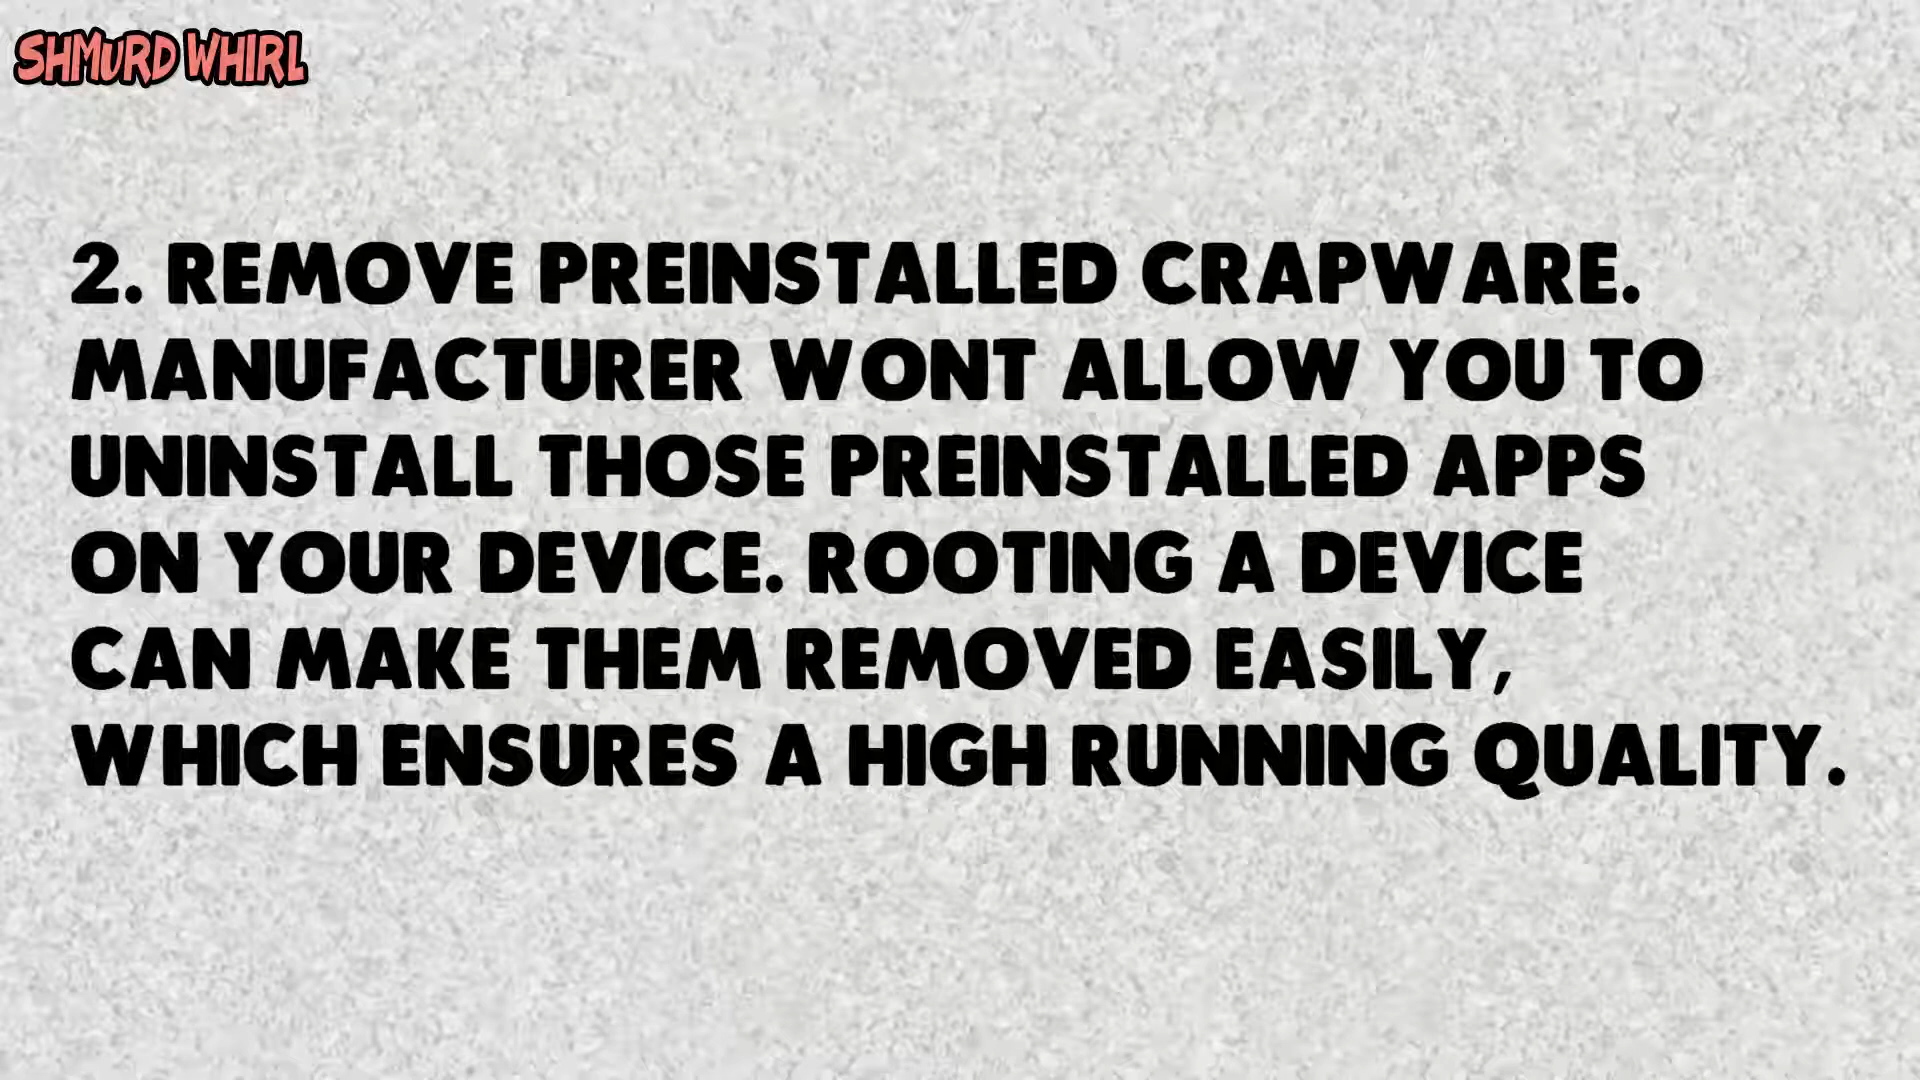 SHMURD WHIRL
2. REMOVE PREINSTALLED CRAPWARE.
MANUFACTURER WONT ALLOW YOU TO
UNINSTALL THOSE PREINSTALLED APPS
ON YOUR DEVICE. ROOTING A DEVICE
CAN MAKE THEM REMOVED EASILY,
WHICH ENSURES A HIGH RUNNING QUALITY.